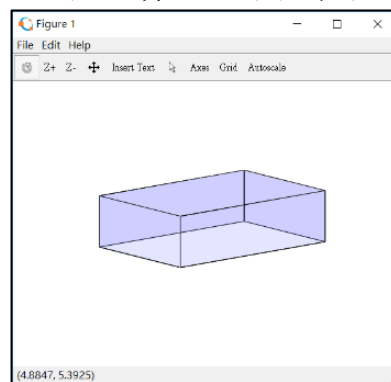 Figure 1
File Edit Help
Z+ Z- Insert Text Axes Grid Autoscale
(4.8847, 5.3925)